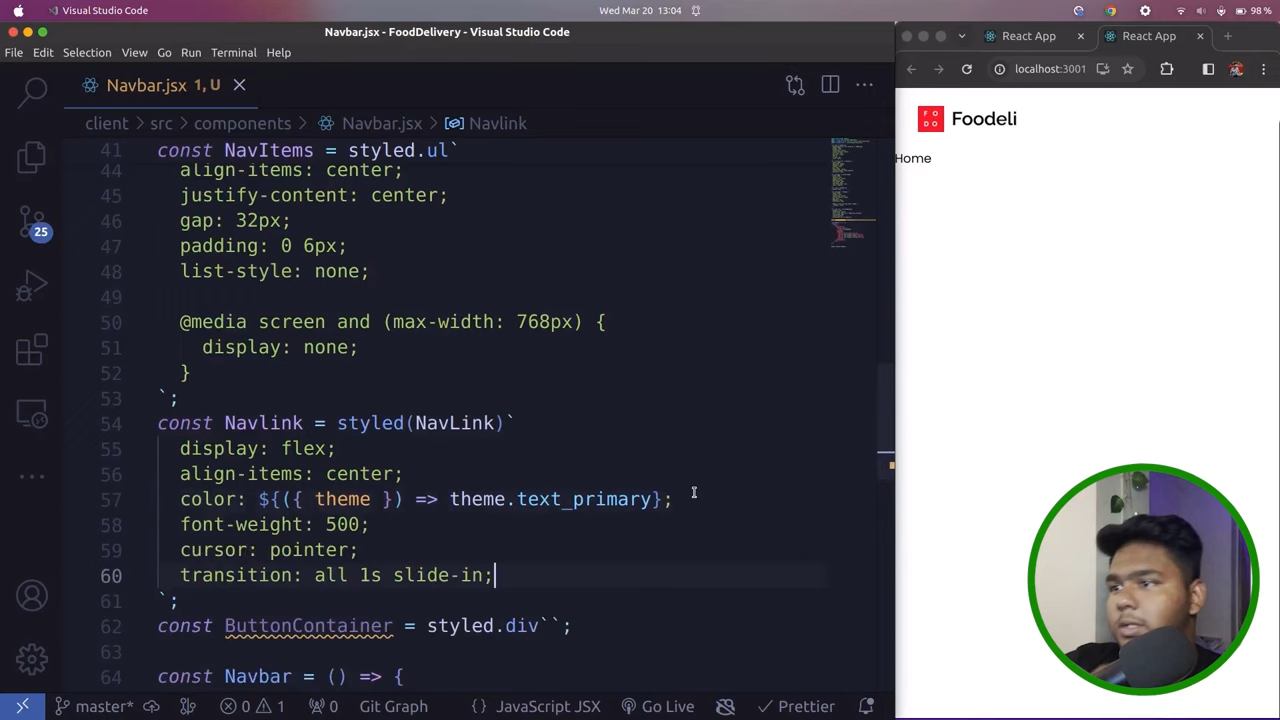 Visual Studio Code
Wed Mar 20 13:04
98 %
Navbar.jsx - FoodDelivery - Visual Studio Code
File Edit Selection View Go Run Terminal Help
Navbar.jsx 1, U
client > src > components > Navbar.jsx > Navlink
41 const NavItems = styled.ul`
44 align-items: center;
45 justify-content: center;
46 gap: 32px;
47 padding: 0 6px;
48 list-style: none;
49
50 @media screen and (max-width: 768px) {
51 display: none;
52 }
53 `;
54 const Navlink = styled(NavLink)`
55 display: flex;
56 align-items: center;
57 color: ${({ theme }) => theme.text_primary};
58 font-weight: 500;
59 cursor: pointer;
60 transition: all 1s slide-in;
61 `;
62 const ButtonContainer = styled.div``;
63
64 const Navbar = () => {
25
master* 0 1 0 Git Graph { } JavaScript JSX Go Live Prettier
React App
React App
localhost:3001
FO
DO
Foodeli
Home